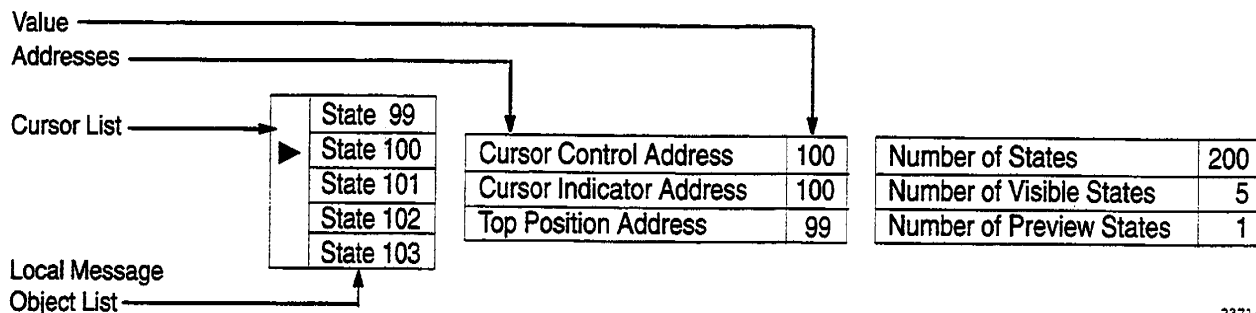 Value
Addresses
Cursor List
State 99
State 100
State 101
State 102
State 103
Local Message
Object List
Cursor Control Address 100
Cursor Indicator Address 100
Top Position Address 99
Number of States 200
Number of Visible States 5
Number of Preview States 1